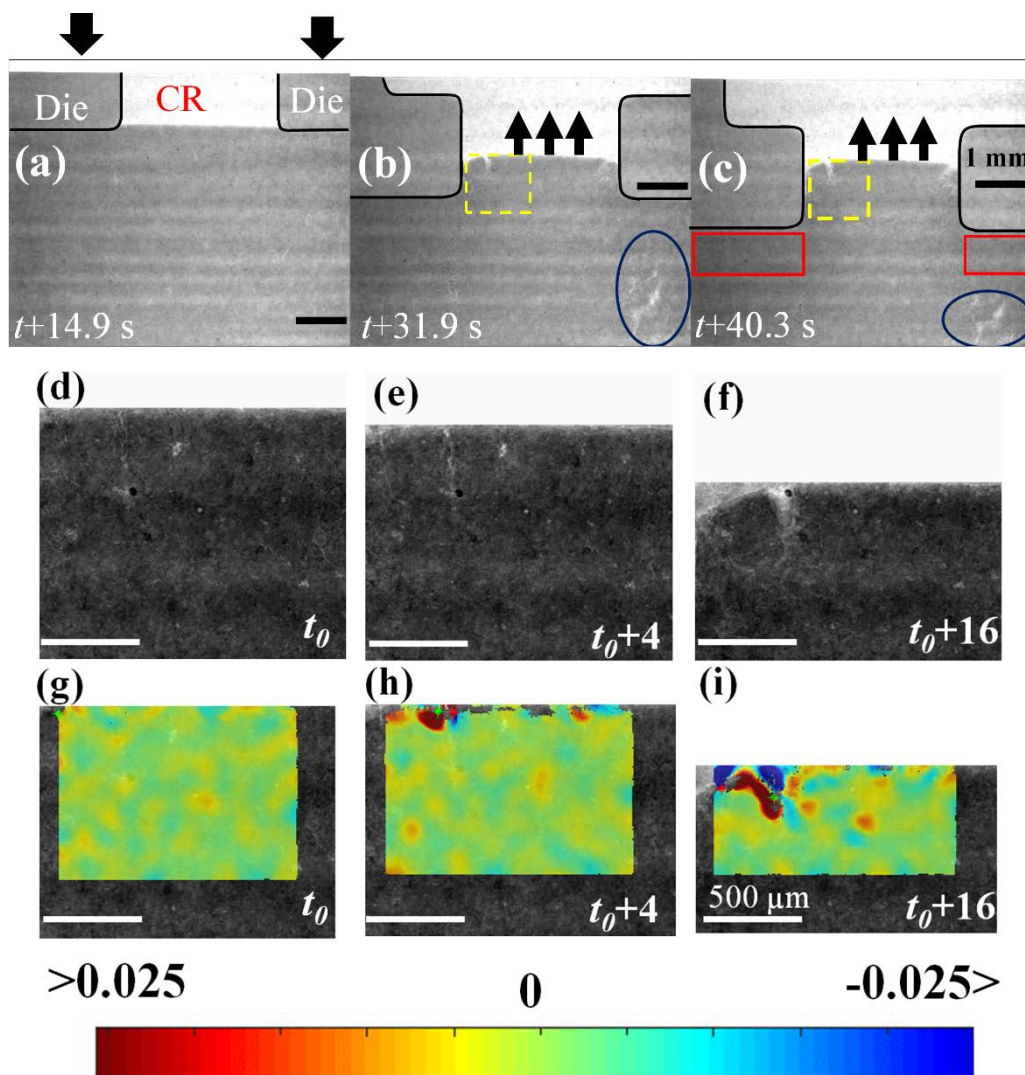 Die
CR
Die
(a)
(b)
(c)
1 mm
t+14.9 s
t+31.9 s
t+40.3 s
(d)
(e)
(f)
t0
t0+4
t0+16
(g)
(h)
(i)
t0
t0+4
500 µm
t0+16
>0.025
0
-0.025>